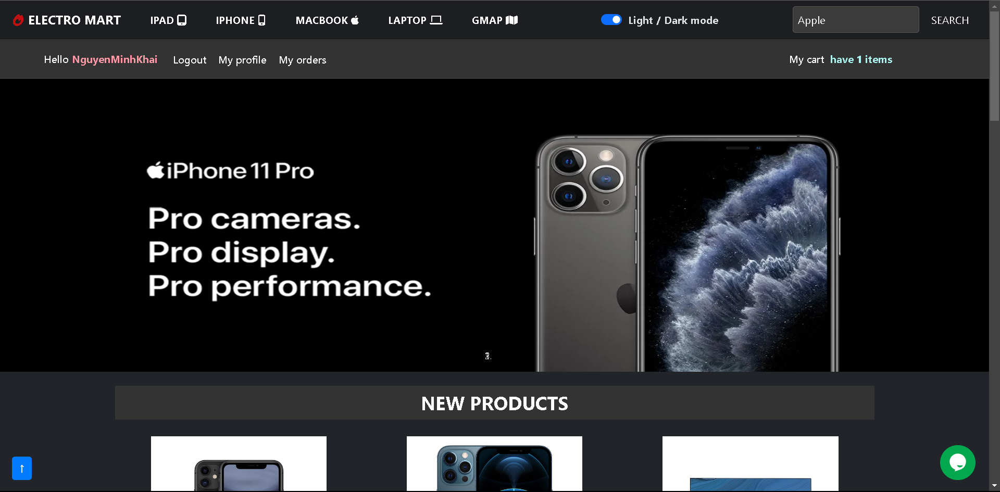 ELECTRO MART IPAD IPHONE MACBOOK LAPTOP GMAP Light / Dark mode Apple SEARCH
Hello NguyenMinhKhai Logout My profile My orders My cart have 1 items
iPhone 11 Pro
Pro cameras.
Pro display.
Pro performance.
NEW PRODUCTS
↑